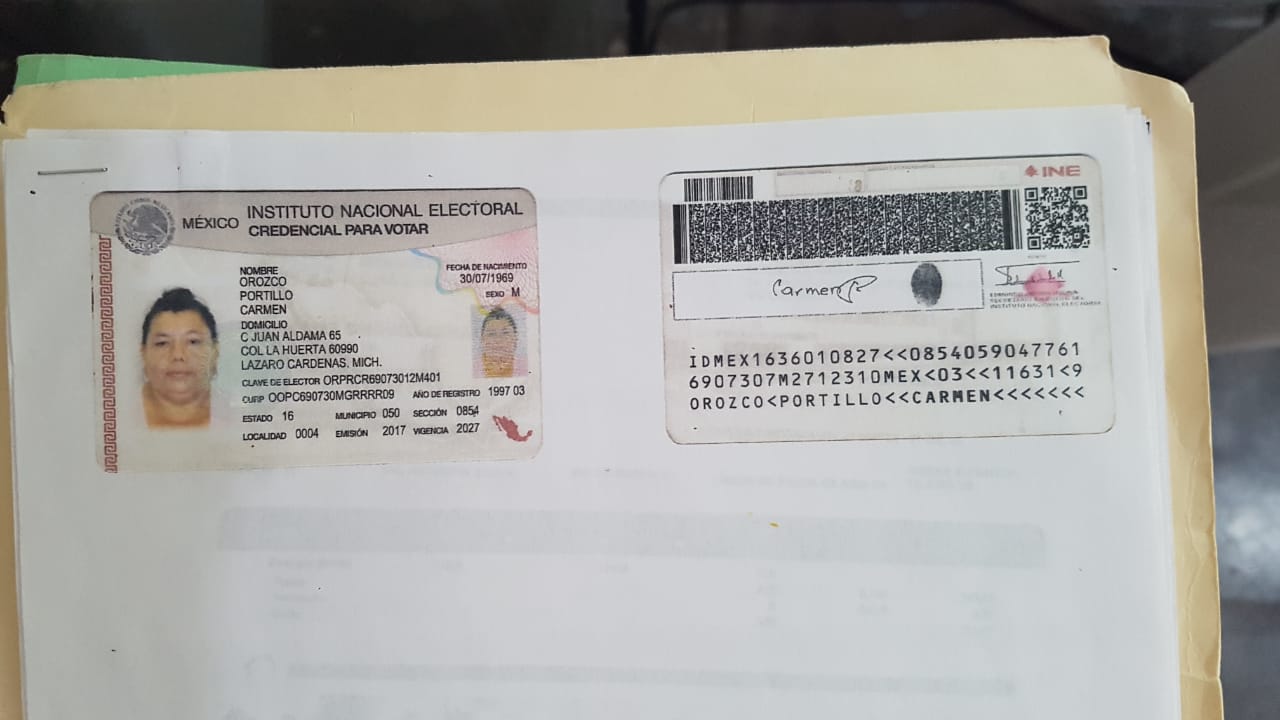 MÉXICO INSTITUTO NACIONAL ELECTORAL
CREDENCIAL PARA VOTAR
NOMBRE
OROZCO
PORTILLO
CARMEN
DOMICILIO
C JUAN ALDAMA 65
COL LA HUERTA 60990
LAZARO CARDENAS, MICH.
FECHA DE NACIMIENTO
30/07/1969
SEXO M
CLAVE DE ELECTOR ORPRCR69073012M401
CURP OOPC690730MGRRRR09 AÑO DE REGISTRO 1997 03
ESTADO 16 MUNICIPIO 050 SECCIÓN 0854
LOCALIDAD 0004 EMISIÓN 2017 VIGENCIA 2027
INE
Carmen P
IDMEX1636010827<<0854059047761
6907307M2712310MEX<03<<11631<9
OROZCO<PORTILLO<<CARMEN<<<<<<<